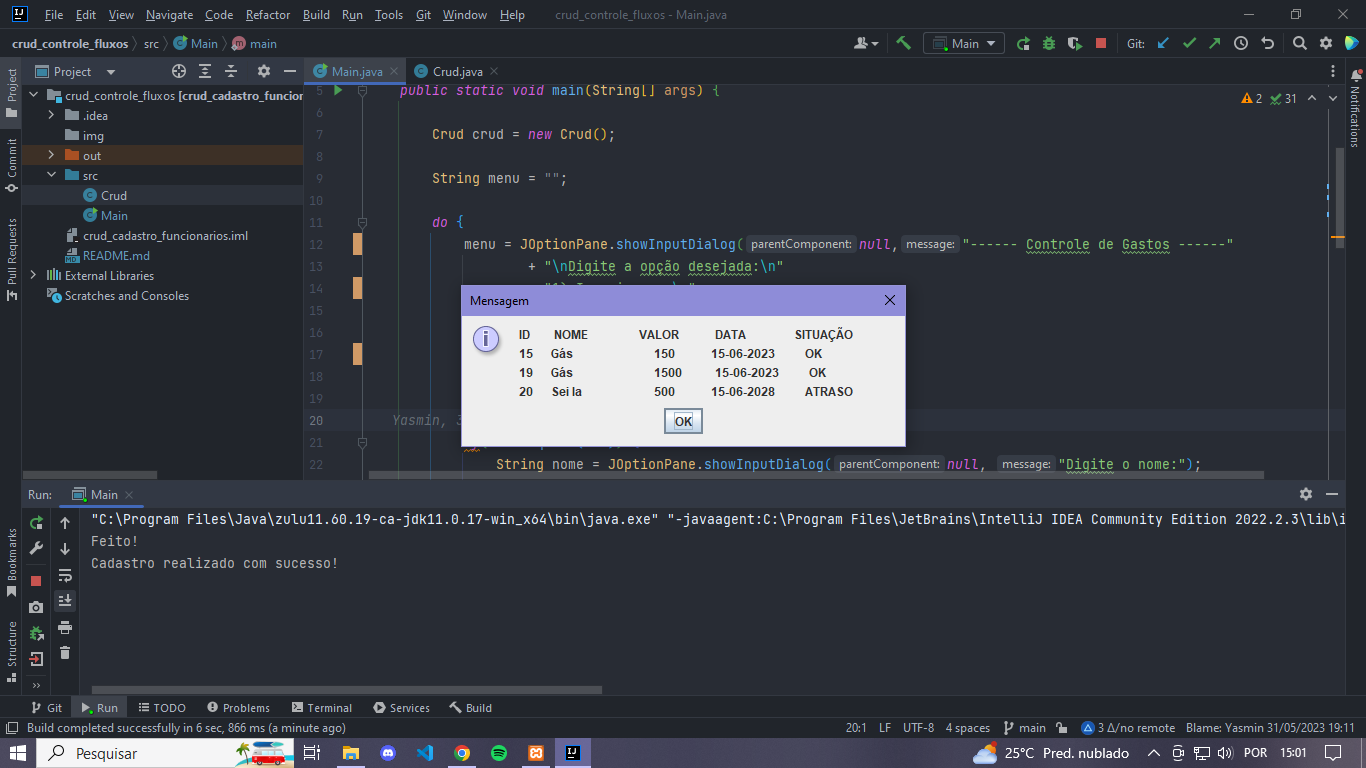 File Edit View Navigate Code Refactor Build Run Tools Git Window Help crud_controle_fluxos - Main.java
crud_controle_fluxos src Main main Main Git:
Project Main.java Crud.java
Project
Commit
Pull Requests
Bookmarks
Structure
Notifications
crud_controle_fluxos [crud_cadastro_funcior
.idea
img
out
src
Crud
Main
crud_cadastro_funcionarios.iml
README.md
External Libraries
Scratches and Consoles
2 31
5 public static void main(String[] args) {
6
7 Crud crud = new Crud();
8
9 String menu = "";
10
11 do {
12 menu = JOptionPane.showInputDialog( parentComponent: null, message: "------ Controle de Gastos ------"
13 + "\nDigite a opção desejada:\n"
14
15
16
17
18
19
20 Yasmin, 3
21
22 String nome = JOptionPane.showInputDialog( parentComponent: null, message: "Digite o nome:");
Mensagem
ID NOME VALOR DATA SITUAÇÃO
15 Gás 150 15-06-2023 OK
19 Gás 1500 15-06-2023 OK
20 Sei la 500 15-06-2028 ATRASO
OK
Run: Main
"C:\Program Files\Java\zulu11.60.19-ca-jdk11.0.17-win_x64\bin\java.exe" "-javaagent:C:\Program Files\JetBrains\IntelliJ IDEA Community Edition 2022.2.3\lib\i
Feito!
Cadastro realizado com sucesso!
Git Run TODO Problems Terminal Services Build
Build completed successfully in 6 sec, 866 ms (a minute ago) 20:1 LF UTF-8 4 spaces main 3 Δ/no remote Blame: Yasmin 31/05/2023 19:11
Pesquisar 25°C Pred. nublado POR 15:01